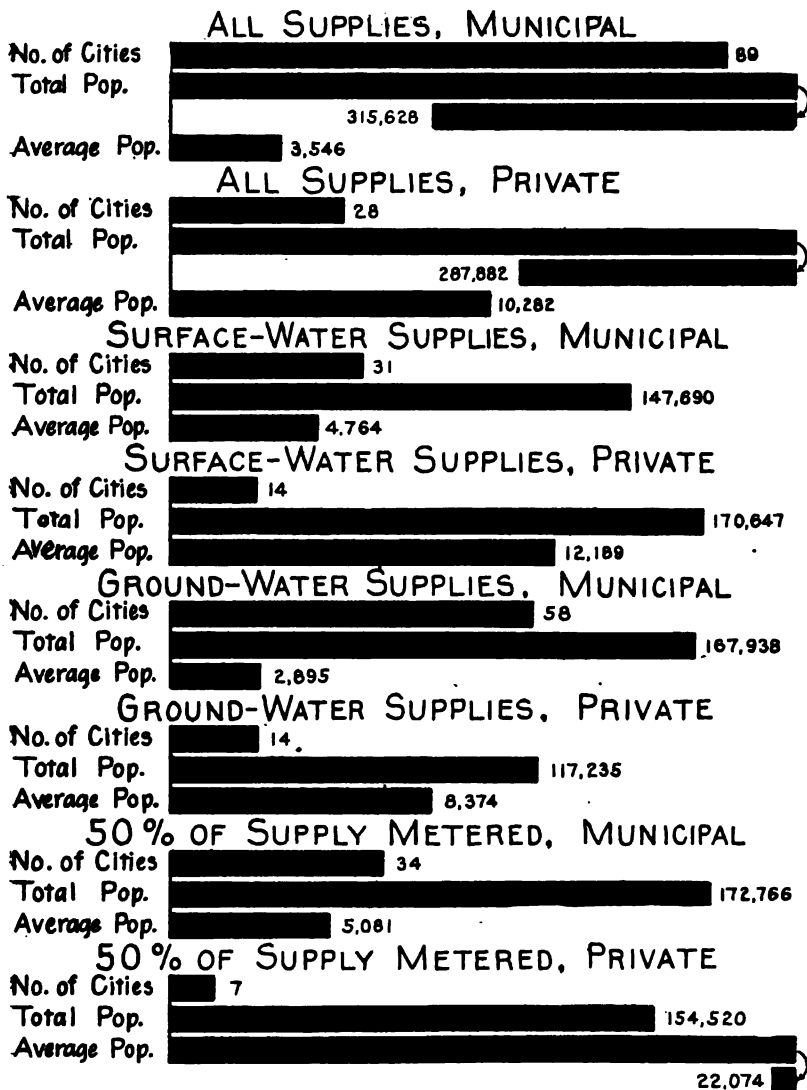 ALL SUPPLIES, MUNICIPAL
No. of Cities 89
Total Pop.
315,628
Average Pop. 3,546
ALL SUPPLIES, PRIVATE
No. of Cities 28
Total Pop.
287,882
Average Pop. 10,282
SURFACE-WATER SUPPLIES, MUNICIPAL
No. of Cities 31
Total Pop. 147,690
Average Pop. 4.764
SURFACE-WATER SUPPLIES, PRIVATE
No. of Cities 14
Total Pop. 170,647
Average Pop. 12,189
GROUND-WATER SUPPLIES, MUNICIPAL
No. of Cities 58
Total Pop. 167,938
Average Pop. 2,895
GROUND-WATER SUPPLIES, PRIVATE
No. of Cities 14
Total Pop. 117,235
Average Pop. 8,374
50% OF SUPPLY METERED, MUNICIPAL
No. of Cities 34
Total Pop. 172,766
Average Pop. 5,081
50% OF SUPPLY METERED, PRIVATE
No. of Cities 7
Total Pop. 154,520
Average Pop.
22,074